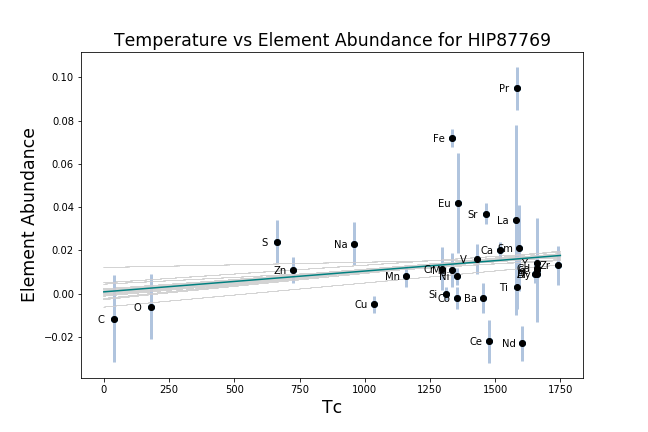 Temperature vs Element Abundance for HIP87769
Element Abundance
0.10
0.08
0.06
0.04
0.02
0.00
−0.02
Pr
Fe
Eu
Sr
La
S
Na
Ca
Sm
V
Zn
Mn
Zr
Ti
Si
Co
Ba
Cu
O
C
Ce
Nd
0
250
500
750
1000
1250
1500
1750
Tc